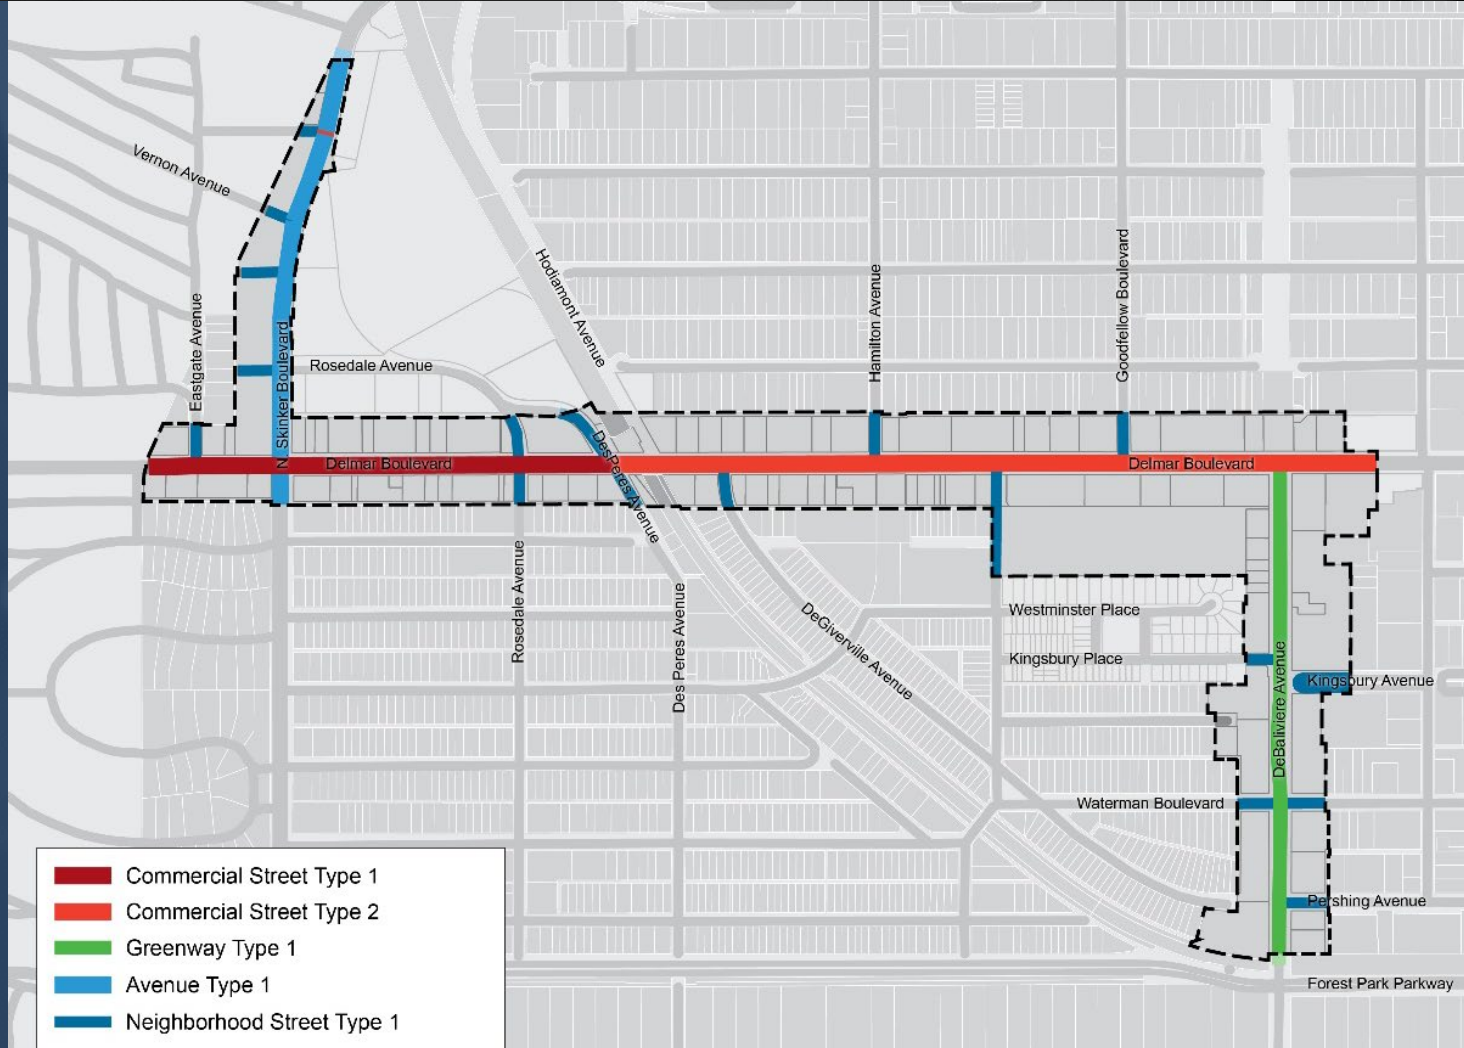 Vernon Avenue
Hodiamont Avenue
Eastgate Avenue
N. Skinker Boulevard
Rosedale Avenue
Hamilton Avenue
Goodfellow Boulevard
Delmar Boulevard
DesPeres Avenue
Delmar Boulevard
Rosedale Avenue
Des Peres Avenue
DeGiverville Avenue
Westminster Place
Kingsbury Place
DeBaliviere Avenue
Kingsbury Avenue
Waterman Boulevard
Pershing Avenue
Forest Park Parkway
Commercial Street Type 1
Commercial Street Type 2
Greenway Type 1
Avenue Type 1
Neighborhood Street Type 1